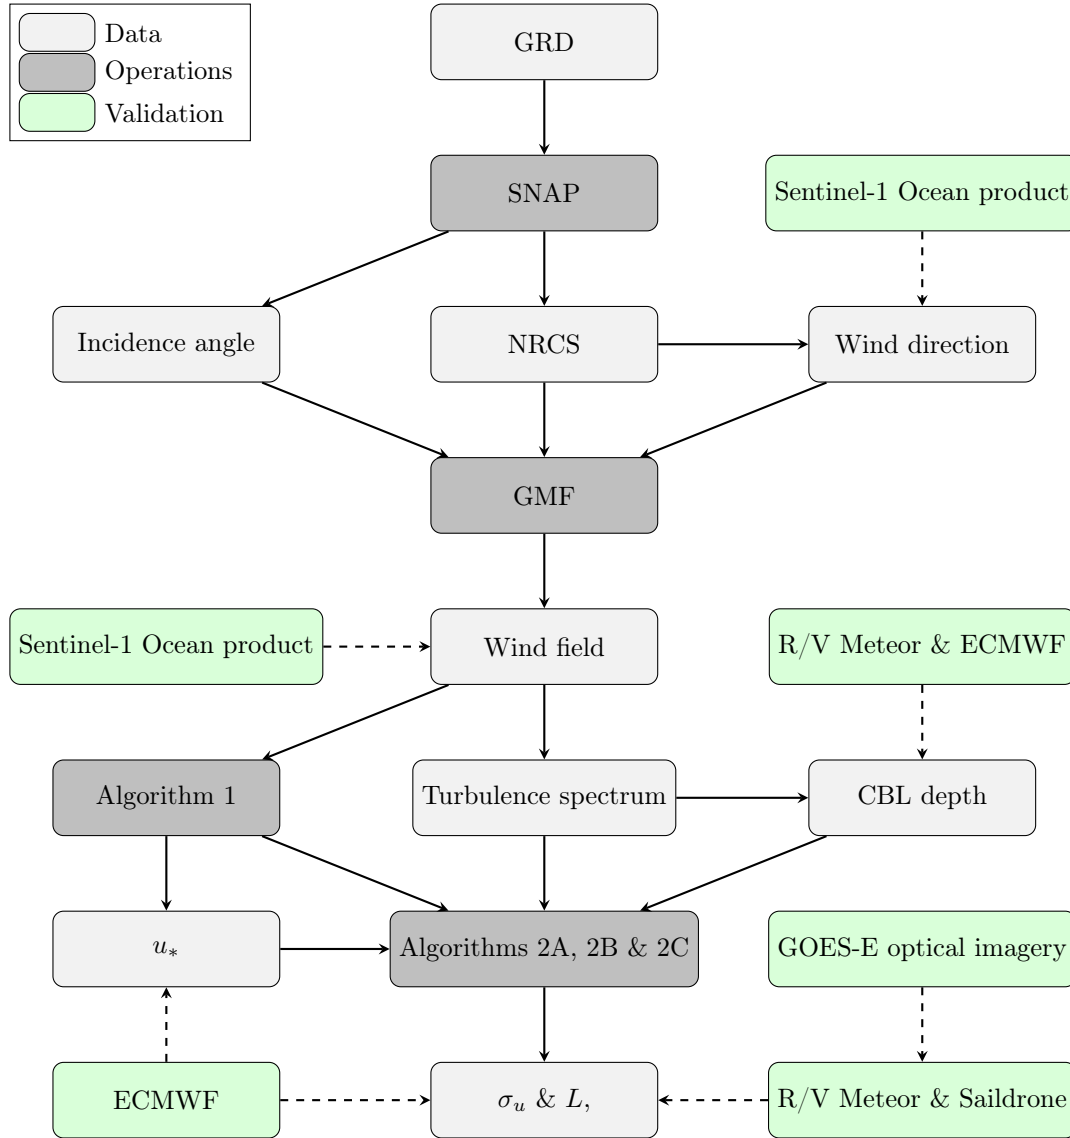 Data
Operations
Validation
GRD
SNAP
Sentinel-1 Ocean product
Incidence angle
NRCS
Wind direction
GMF
Sentinel-1 Ocean product
Wind field
R/V Meteor & ECMWF
Algorithm 1
Turbulence spectrum
CBL depth
u_*
Algorithms 2A, 2B & 2C
GOES-E optical imagery
ECMWF
σ_u & L,
R/V Meteor & Saildrone